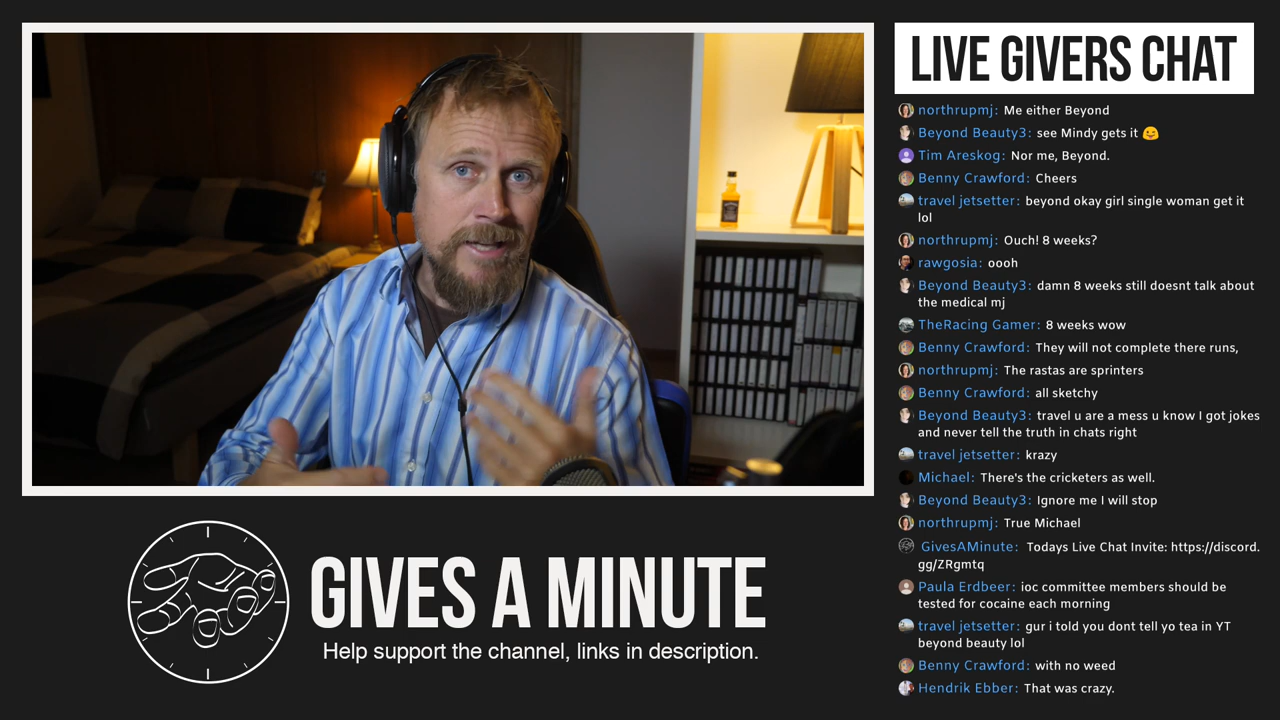 LIVE GIVERS CHAT
northrupmj: Me either Beyond
Beyond Beauty3: see Mindy gets it 😜
Tim Areskog: Nor me, Beyond.
Benny Crawford: Cheers
travel jetsetter: beyond okay girl single woman get it
lol
northrupmj: Ouch! 8 weeks?
rawgosia: oooh
Beyond Beauty3: damn 8 weeks still doesnt talk about
the medical mj
TheRacing Gamer: 8 weeks wow
Benny Crawford: They will not complete there runs,
northrupmj: The rastas are sprinters
Benny Crawford: all sketchy
Beyond Beauty3: travel u are a mess u know I got jokes
and never tell the truth in chats right
travel jetsetter: krazy
Michael: There's the cricketers as well.
Beyond Beauty3: Ignore me I will stop
northrupmj: True Michael
GivesAMinute: Todays Live Chat Invite: https://discord.
gg/ZRgmtq
Paula Erdbeer: ioc committee members should be
tested for cocaine each morning
travel jetsetter: gur i told you dont tell yo tea in YT
beyond beauty lol
Benny Crawford: with no weed
Hendrik Ebber: That was crazy.
GIVES A MINUTE
Help support the channel, links in description.